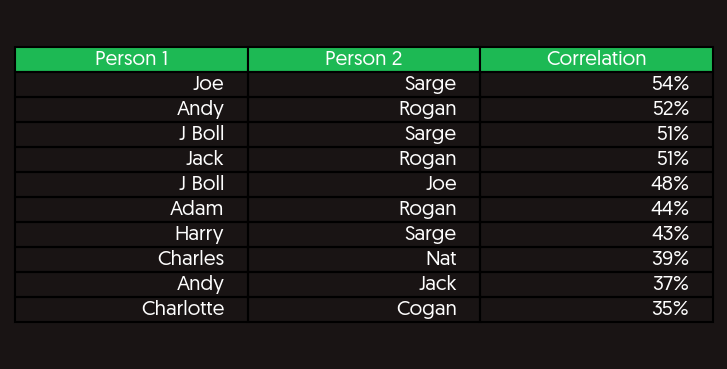 Person 1 Person 2 Correlation
Joe Sarge 54%
Andy Rogan 52%
J Boll Sarge 51%
Jack Rogan 51%
J Boll Joe 48%
Adam Rogan 44%
Harry Sarge 43%
Charles Nat 39%
Andy Jack 37%
Charlotte Cogan 35%